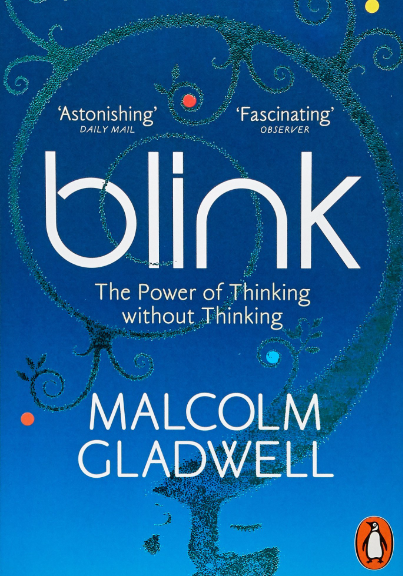 ‘Astonishing’
DAILY MAIL
‘Fascinating’
OBSERVER
blink
The Power of Thinking
without Thinking
MALCOLM
GLADWELL